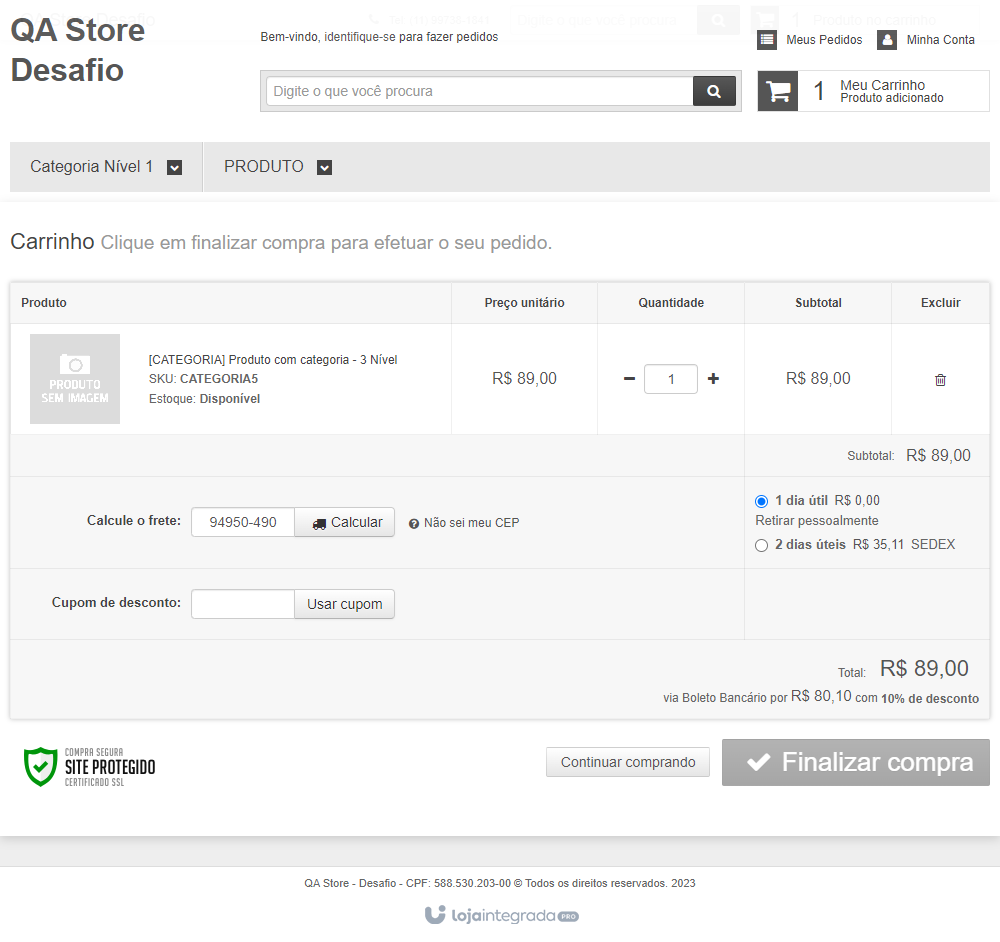 QA Store
Desafio
Bem-vindo, identifique-se para fazer pedidos
Meus Pedidos
Minha Conta
Digite o que você procura
1
Meu Carrinho
Produto adicionado
Categoria Nível 1
PRODUTO
Carrinho Clique em finalizar compra para efetuar o seu pedido.
Produto
Preço unitário
Quantidade
Subtotal
Excluir
PRODUTO
SEM IMAGEM
[CATEGORIA] Produto com categoria - 3 Nível
SKU: CATEGORIA5
Estoque: Disponível
R$ 89,00
1
R$ 89,00
Subtotal: R$ 89,00
Calcule o frete:
94950-490
Calcular
Não sei meu CEP
1 dia útil R$ 0,00
Retirar pessoalmente
2 dias úteis R$ 35,11 SEDEX
Cupom de desconto:
Usar cupom
Total: R$ 89,00
via Boleto Bancário por R$ 80,10 com 10% de desconto
COMPRA SEGURA
SITE PROTEGIDO
CERTIFICADO SSL
Continuar comprando
Finalizar compra
QA Store - Desafio - CPF: 588.530.203-00 © Todos os direitos reservados. 2023
lojaintegrada PRO